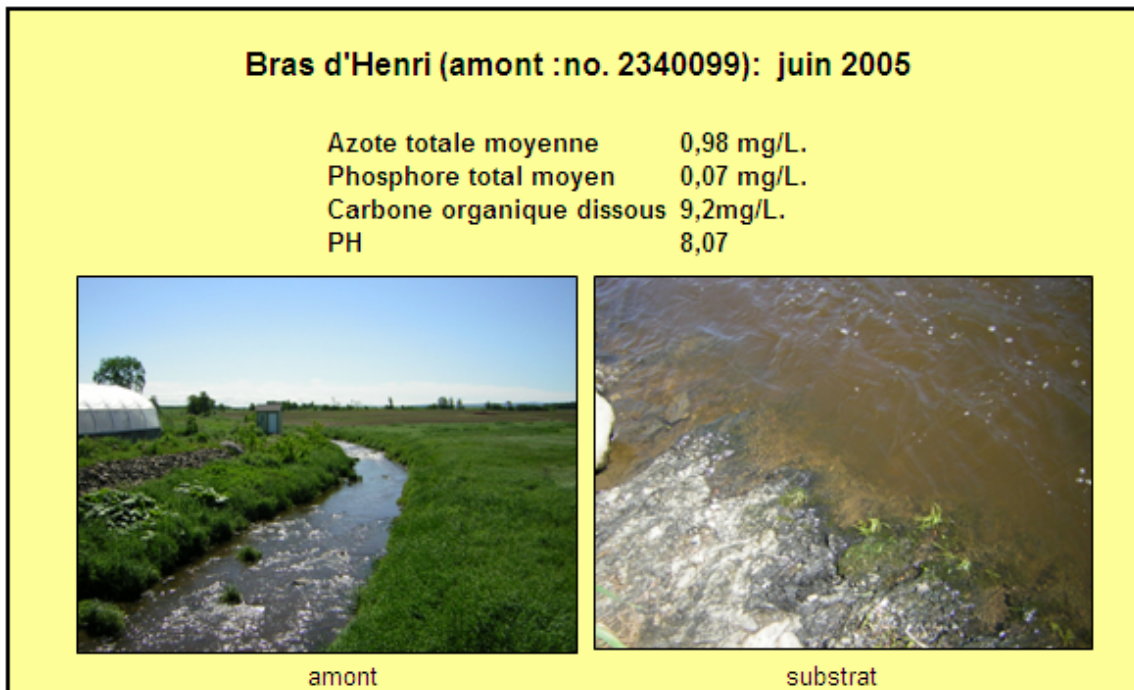 Bras d'Henri (amont :no. 2340099): juin 2005
Azote totale moyenne 0,98 mg/L.
Phosphore total moyen 0,07 mg/L.
Carbone organique dissous 9,2mg/L.
PH 8,07
amont substrat